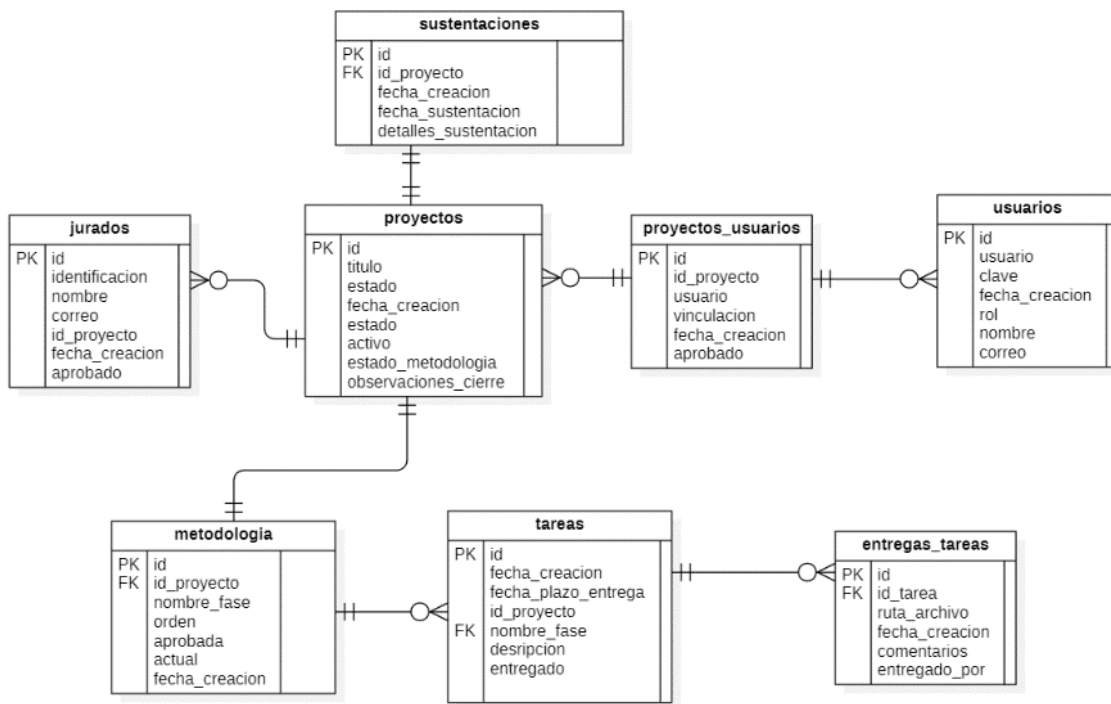 sustentaciones
PK id
FK id_proyecto
fecha_creacion
fecha_sustentacion
detalles_sustentacion
jurados
PK id
identificacion
nombre
correo
id_proyecto
fecha_creacion
aprobado
proyectos
PK id
titulo
estado
fecha_creacion
estado
activo
estado_metodologia
observaciones_cierre
proyectos_usuarios
PK id
id_proyecto
usuario
vinculacion
fecha_creacion
aprobado
usuarios
PK id
usuario
clave
fecha_creacion
rol
nombre
correo
metodologia
PK id
FK id_proyecto
nombre_fase
orden
aprobada
actual
fecha_creacion
tareas
PK id
fecha_creacion
fecha_plazo_entrega
id_proyecto
FK nombre_fase
desripcion
entregado
entregas_tareas
PK id
FK id_tarea
ruta_archivo
fecha_creacion
comentarios
entregado_por